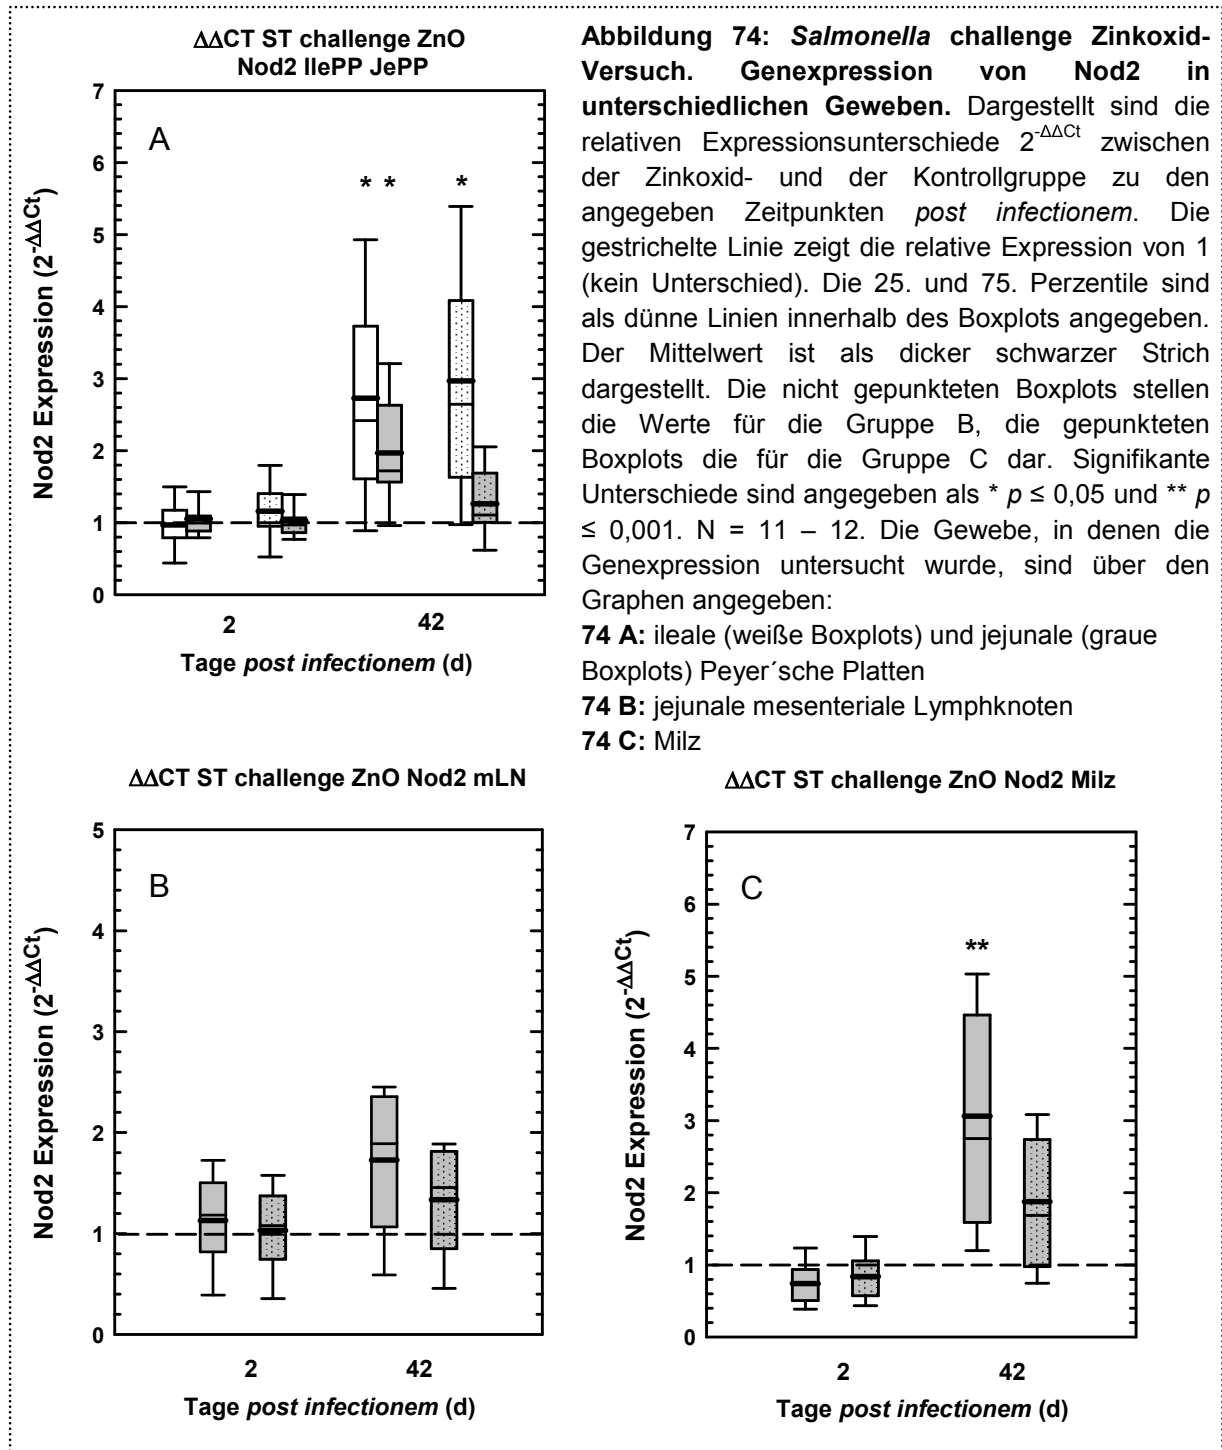 ΔΔCT ST challenge ZnO
Nod2 IlePP JePP
A
*
*
*
7
6
5
4
3
2
1
0
Nod2 Expression (2-ΔΔCt)
2
42
Tage post infectionem (d)
Abbildung 74: Salmonella challenge Zinkoxid-
Versuch. Genexpression von Nod2 in
unterschiedlichen Geweben. Dargestellt sind die
relativen Expressionsunterschiede 2-ΔΔCt zwischen
der Zinkoxid- und der Kontrollgruppe zu den
angegeben Zeitpunkten post infectionem. Die
gestrichelte Linie zeigt die relative Expression von 1
(kein Unterschied). Die 25. und 75. Perzentile sind
als dünne Linien innerhalb des Boxplots angegeben.
Der Mittelwert ist als dicker schwarzer Strich
dargestellt. Die nicht gepunkteten Boxplots stellen
die Werte für die Gruppe B, die gepunkteten
Boxplots die für die Gruppe C dar. Signifikante
Unterschiede sind angegeben als * p ≤ 0,05 und ** p
≤ 0,001. N = 11 – 12. Die Gewebe, in denen die
Genexpression untersucht wurde, sind über den
Graphen angegeben:
74 A: ileale (weiße Boxplots) und jejunale (graue
Boxplots) Peyer´sche Platten
74 B: jejunale mesenteriale Lymphknoten
74 C: Milz
ΔΔCT ST challenge ZnO Nod2 mLN
B
5
4
3
2
1
0
Nod2 Expression (2-ΔΔCt)
2
42
Tage post infectionem (d)
ΔΔCT ST challenge ZnO Nod2 Milz
C
**
7
6
5
4
3
2
1
0
Nod2 Expression (2-ΔΔCt)
2
42
Tage post infectionem (d)